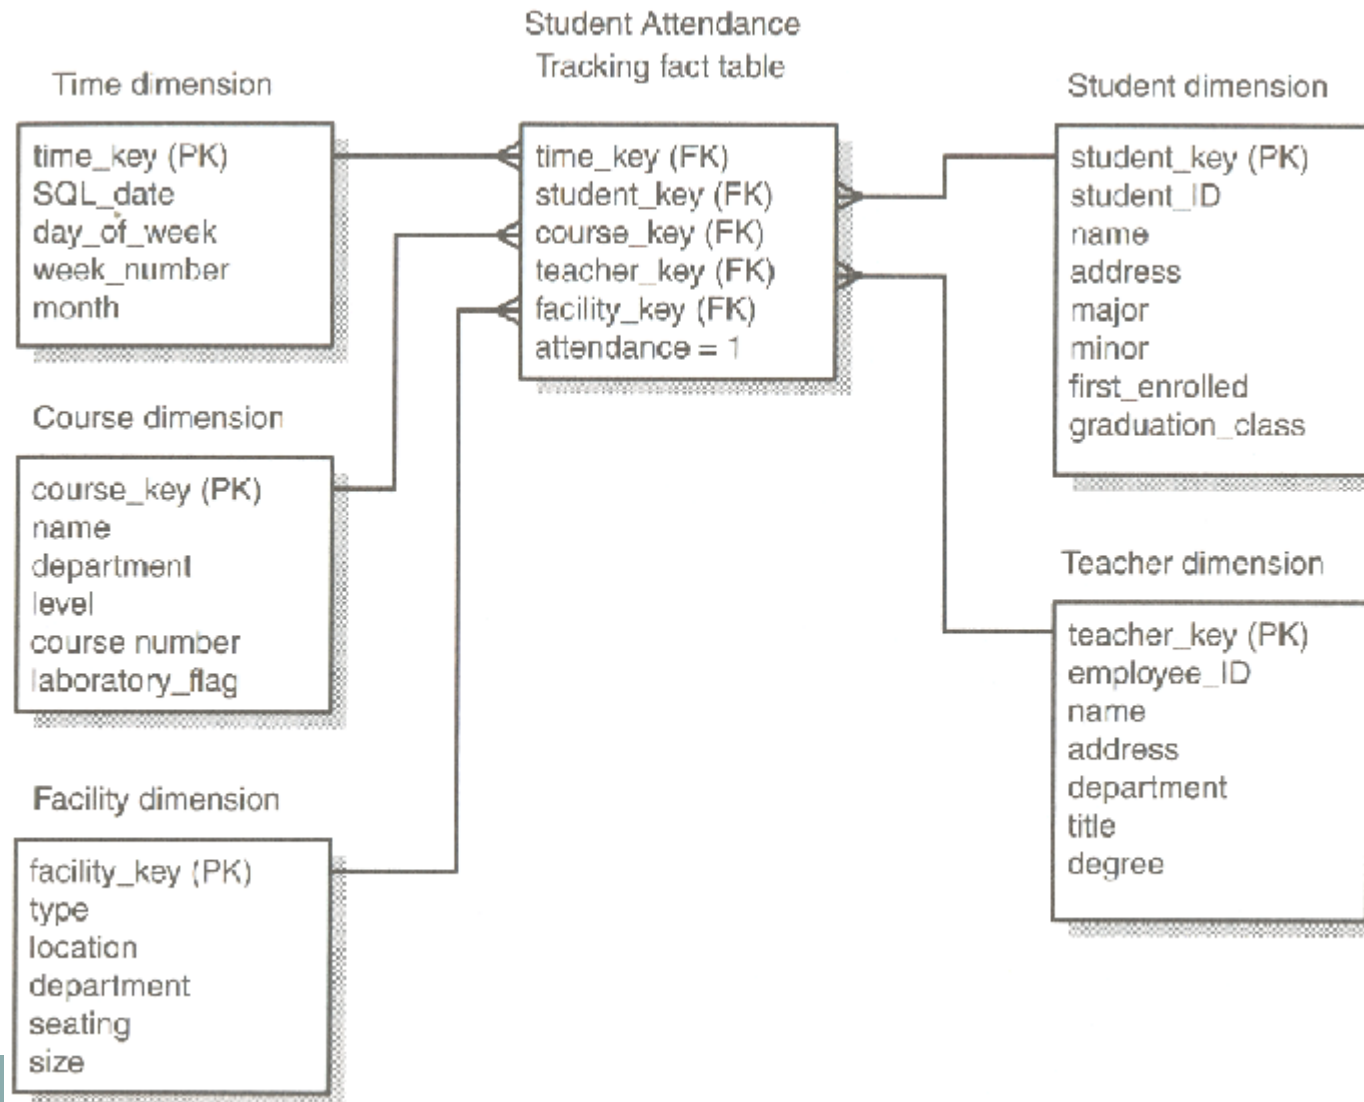 Student Attendance
Tracking fact table
Time dimension
time_key (PK)
SQL_date
day_of_week
week_number
month
Course dimension
course_key (PK)
name
department
level
course number
laboratory_flag
Facility dimension
facility_key (PK)
type
location
department
seating
size
time_key (FK)
student_key (FK)
course_key (FK)
teacher_key (FK)
facility_key (FK)
attendance = 1
Student dimension
student_key (PK)
student_ID
name
address
major
minor
first_enrolled
graduation_class
Teacher dimension
teacher_key (PK)
employee_ID
name
address
department
title
degree